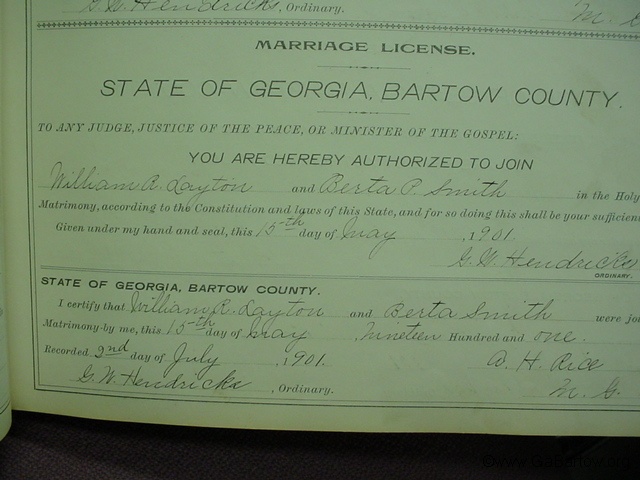 G. W. Hendricks, Ordinary.
MARRIAGE LICENSE.
STATE OF GEORGIA, BARTOW COUNTY.
TO ANY JUDGE, JUSTICE OF THE PEACE, OR MINISTER OF THE GOSPEL:
YOU ARE HEREBY AUTHORIZED TO JOIN
William R. Layton and Berta P. Smith in the Holy
Matrimony, according to the Constitution and laws of this State, and for so doing this shall be your sufficien
Given under my hand and seal, this 15th day of May, 1901
G. W. Hendricks
ORDINARY.
STATE OF GEORGIA, BARTOW COUNTY.
I certify that William R. Layton and Berta Smith were joi
Matrimony by me, this 15th day of May Nineteen Hundred and one.
Recorded 2nd day of July, 1901. A. H. Rice
G. W. Hendricks, Ordinary. M. G.